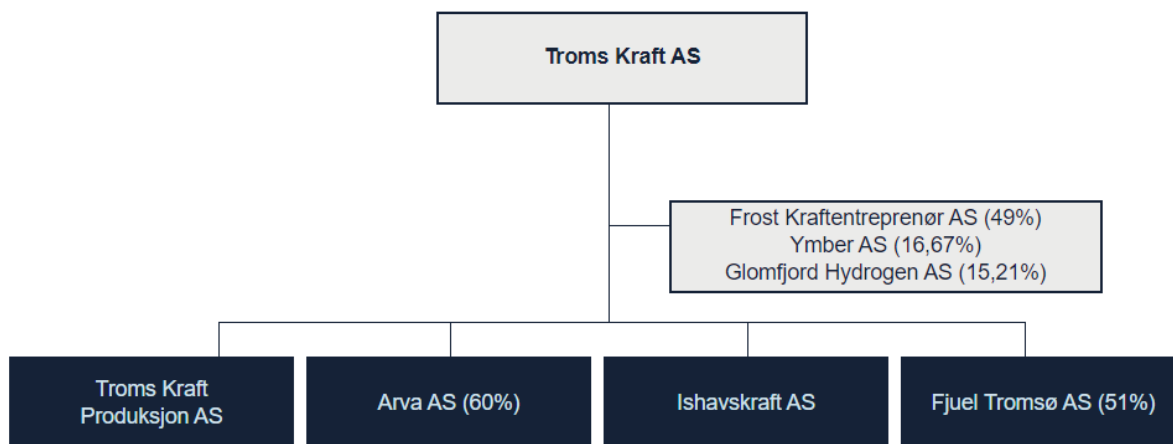 Troms Kraft AS
Frost Kraftentreprenør AS (49%)
Ymber AS (16,67%)
Glomfjord Hydrogen AS (15,21%)
Troms Kraft
Produksjon AS
Arva AS (60%)
Ishavskraft AS
Fjuel Tromsø AS (51%)